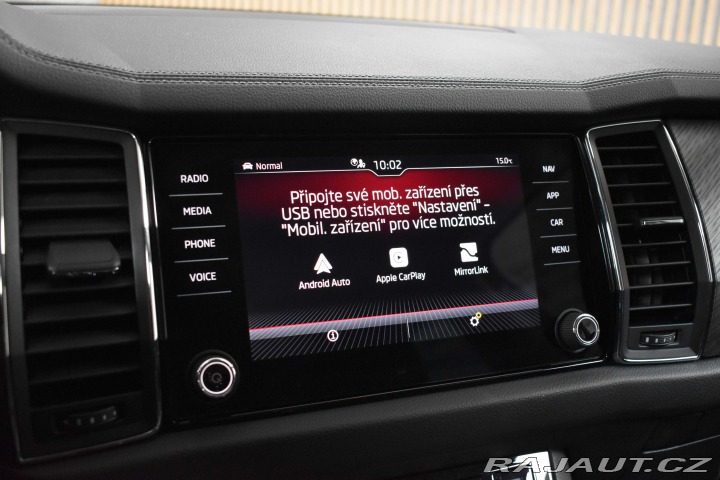 Normal
10:02
15.0°C
Připojte své mob. zařízení přes
USB nebo stiskněte "Nastavení" -
"Mobil. zařízení" pro více možností.
Android Auto
Apple CarPlay
MirrorLink
RADIO
MEDIA
PHONE
VOICE
NAV
APP
CAR
MENU
RAJAUT.CZ